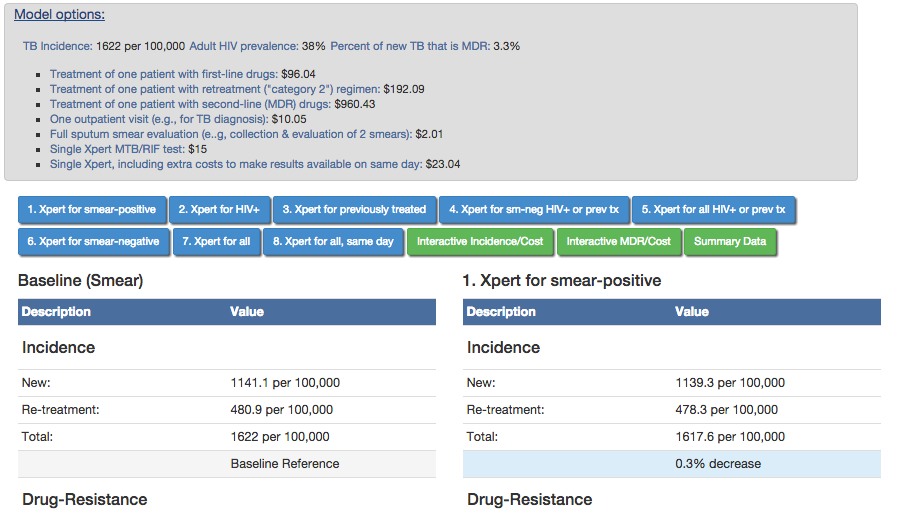 Model options:
TB Incidence: 1622 per 100,000 Adult HIV prevalence: 38% Percent of new TB that is MDR: 3.3%
Treatment of one patient with first-line drugs: $96.04
Treatment of one patient with retreatment ("category 2") regimen: $192.09
Treatment of one patient with second-line (MDR) drugs: $960.43
One outpatient visit (e.g., for TB diagnosis): $10.05
Full sputum smear evaluation (e..g, collection & evaluation of 2 smears): $2.01
Single Xpert MTB/RIF test: $15
Single Xpert, including extra costs to make results available on same day: $23.04
1. Xpert for smear-positive 2. Xpert for HIV+ 3. Xpert for previously treated 4. Xpert for sm-neg HIV+ or prev tx 5. Xpert for all HIV+ or prev tx
6. Xpert for smear-negative 7. Xpert for all 8. Xpert for all, same day Interactive Incidence/Cost Interactive MDR/Cost Summary Data
Baseline (Smear)
Description Value
Incidence
New: 1141.1 per 100,000
Re-treatment: 480.9 per 100,000
Total: 1622 per 100,000
Baseline Reference
Drug-Resistance
1. Xpert for smear-positive
Description Value
Incidence
New: 1139.3 per 100,000
Re-treatment: 478.3 per 100,000
Total: 1617.6 per 100,000
0.3% decrease
Drug-Resistance